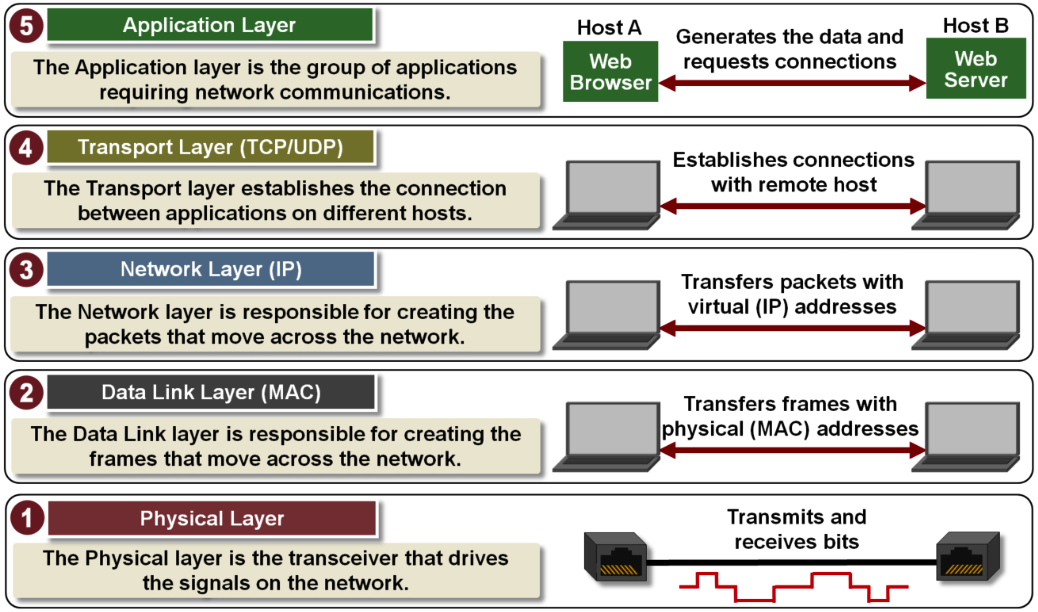 5
Application Layer
The Application layer is the group of applications
requiring network communications.
Host A
Web
Browser
Generates the data and
requests connections
Host B
Web
Server
4
Transport Layer (TCP/UDP)
The Transport layer establishes the connection
between applications on different hosts.
Establishes connections
with remote host
3
Network Layer (IP)
The Network layer is responsible for creating the
packets that move across the network.
Transfers packets with
virtual (IP) addresses
2
Data Link Layer (MAC)
The Data Link layer is responsible for creating the
frames that move across the network.
Transfers frames with
physical (MAC) addresses
1
Physical Layer
The Physical layer is the transceiver that drives
the signals on the network.
Transmits and
receives bits